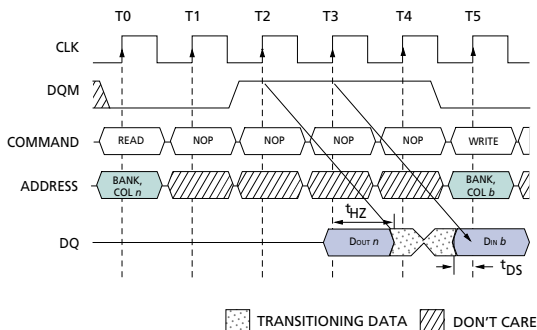 T0 T1 T2 T3 T4 T5
CLK
DQM
COMMAND READ NOP NOP NOP NOP WRITE
ADDRESS BANK, COL n BANK, COL b
tHZ
DQ DOUT n DIN b
tDS
TRANSITIONING DATA DON'T CARE